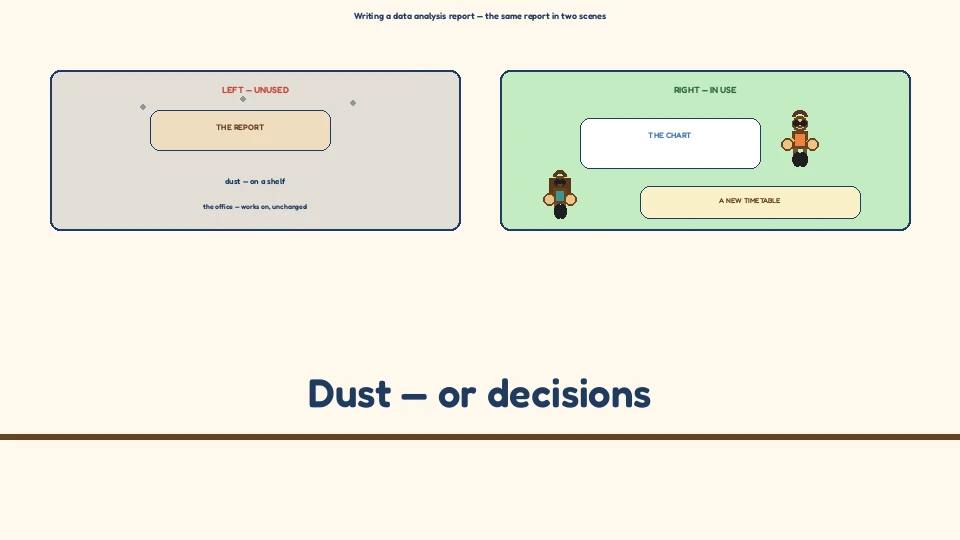 Writing a data analysis report — the same report in two scenes
LEFT — UNUSED
THE REPORT
dust — on a shelf
the office — works on, unchanged
RIGHT — IN USE
THE CHART
A NEW TIMETABLE
Dust — or decisions